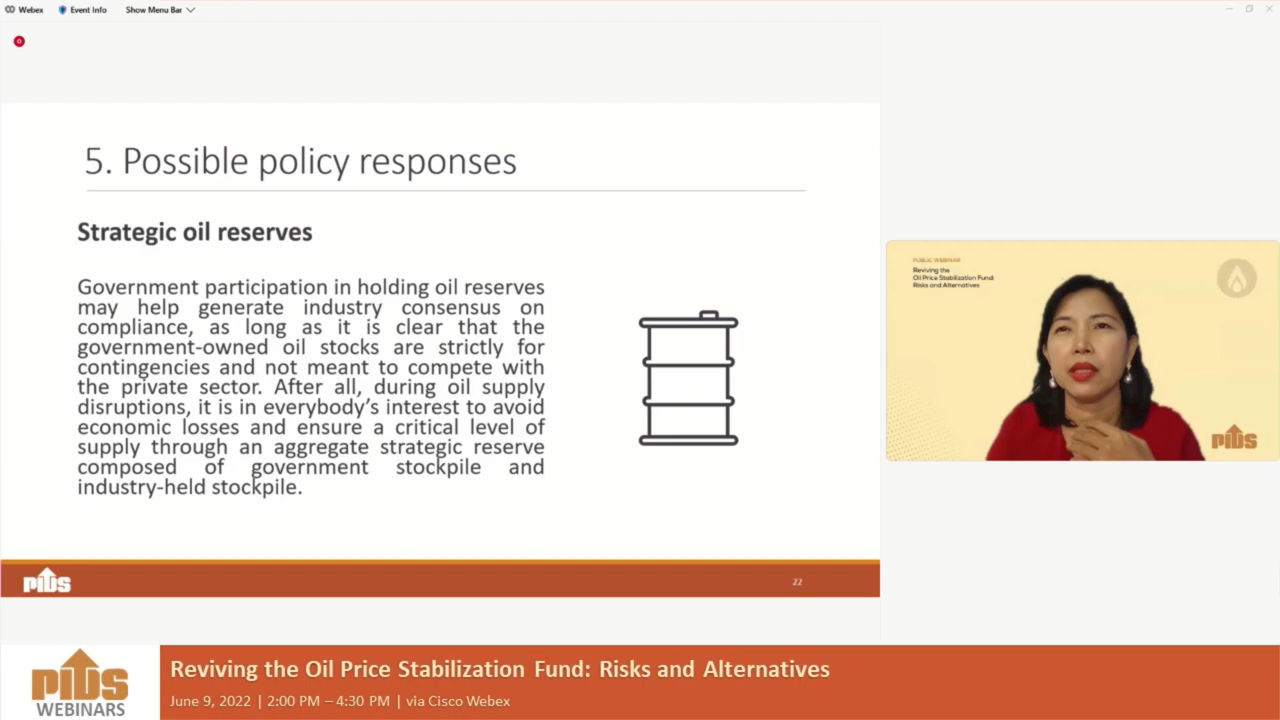 Webex
Event Info
Show Menu Bar
5. Possible policy responses
Strategic oil reserves
Government participation in holding oil reserves
may help generate industry consensus on
compliance, as long as it is clear that the
government-owned oil stocks are strictly for
contingencies and not meant to compete with
the private sector. After all, during oil supply
disruptions, it is in everybody’s interest to avoid
economic losses and ensure a critical level of
supply through an aggregate strategic reserve
composed of government stockpile and
industry-held stockpile.
PUBLIC WEBINAR
Reviving the
Oil Price Stabilization Fund:
Risks and Alternatives
pids
pids
22
pids
WEBINARS
Reviving the Oil Price Stabilization Fund: Risks and Alternatives
June 9, 2022 | 2:00 PM – 4:30 PM | via Cisco Webex